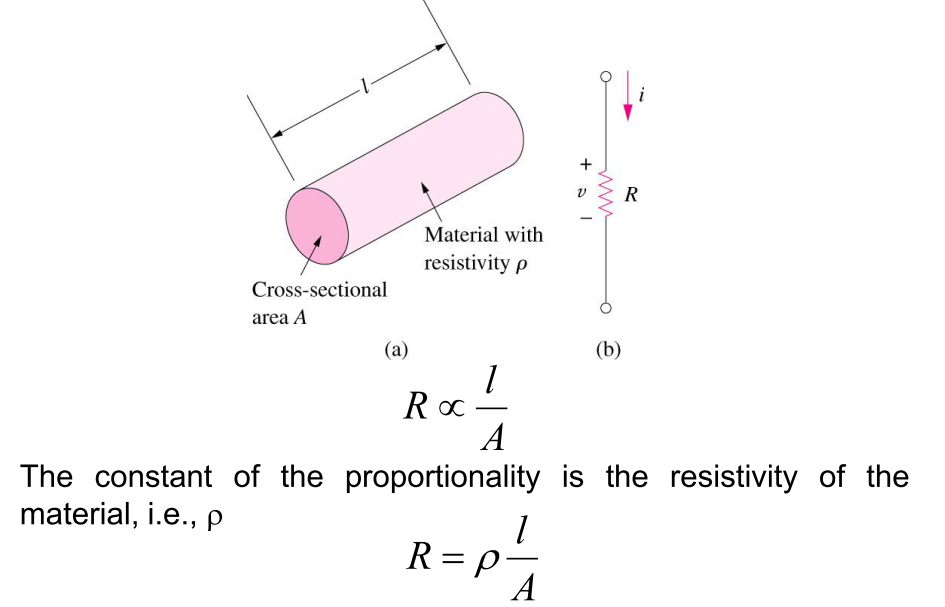 l
i
+
v
R
−
Material with
resistivity ρ
Cross-sectional
area A
(a)
(b)
R ∝ l/A
The constant of the proportionality is the resistivity of the
material, i.e., ρ
R = ρ l/A